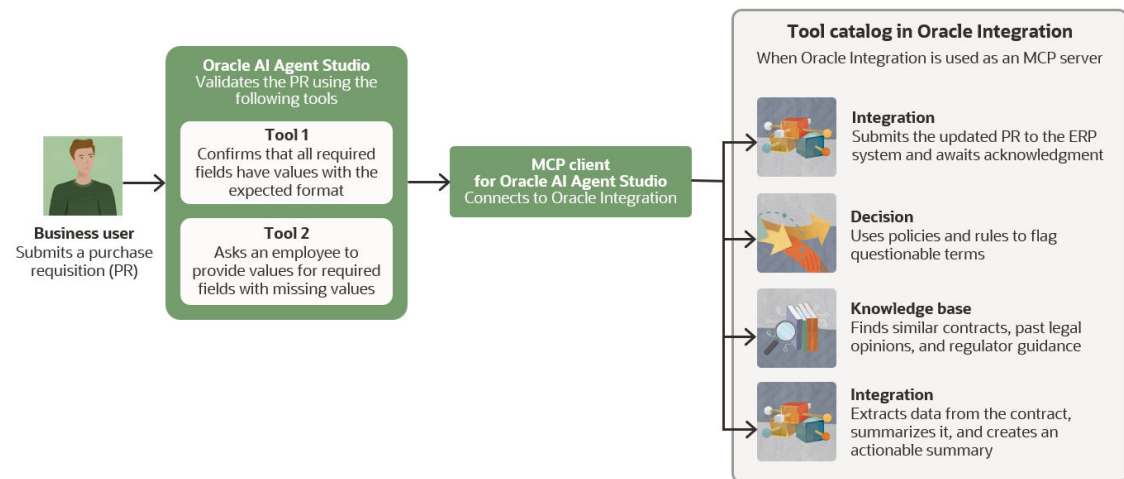 Business user
Submits a purchase
requisition (PR)
Oracle AI Agent Studio
Validates the PR using the
following tools
Tool 1
Confirms that all required
fields have values with the
expected format
Tool 2
Asks an employee to
provide values for required
fields with missing values
MCP client
for Oracle AI Agent Studio
Connects to Oracle Integration
Tool catalog in Oracle Integration
When Oracle Integration is used as an MCP server
Integration
Submits the updated PR to the ERP
system and awaits acknowledgment
Decision
Uses policies and rules to flag
questionable terms
Knowledge base
Finds similar contracts, past legal
opinions, and regulator guidance
Integration
Extracts data from the contract,
summarizes it, and creates an
actionable summary